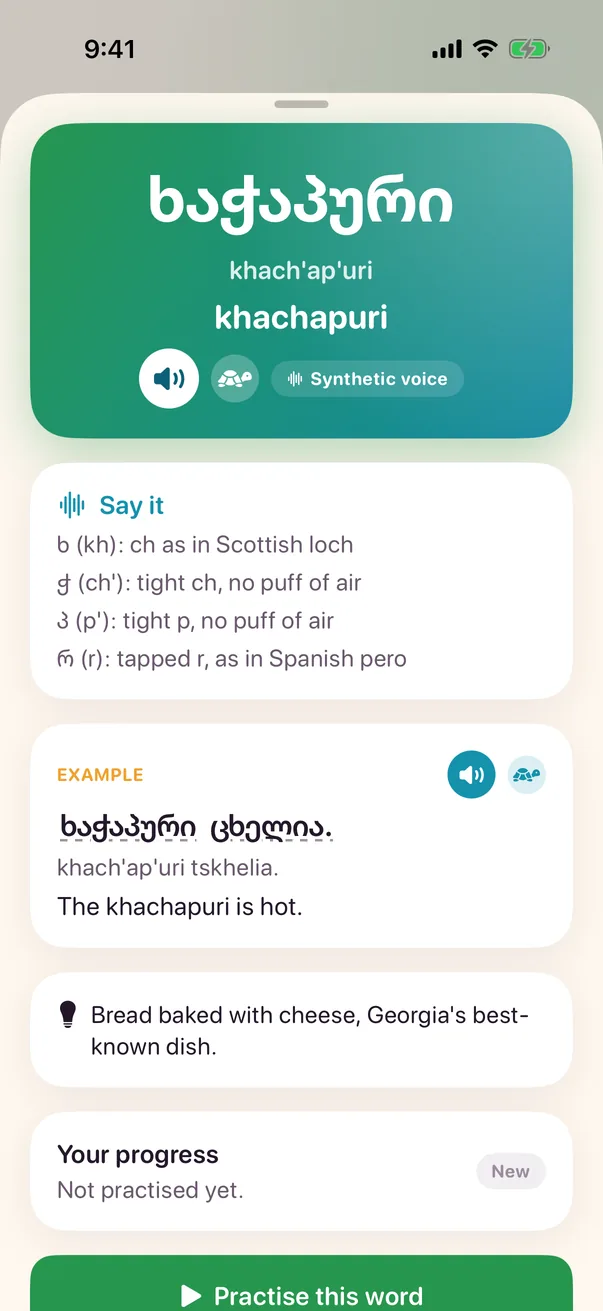 9:41
ხაჭაპური
khach'ap'uri
khachapuri
Synthetic voice
Say it
ხ (kh): ch as in Scottish loch
ჭ (ch'): tight ch, no puff of air
პ (p'): tight p, no puff of air
რ (r): tapped r, as in Spanish pero
EXAMPLE
ხაჭაპური ცხელია.
khach'ap'uri tskhelia.
The khachapuri is hot.
Bread baked with cheese, Georgia's best-
known dish.
Your progress
Not practised yet.
New
Practise this word